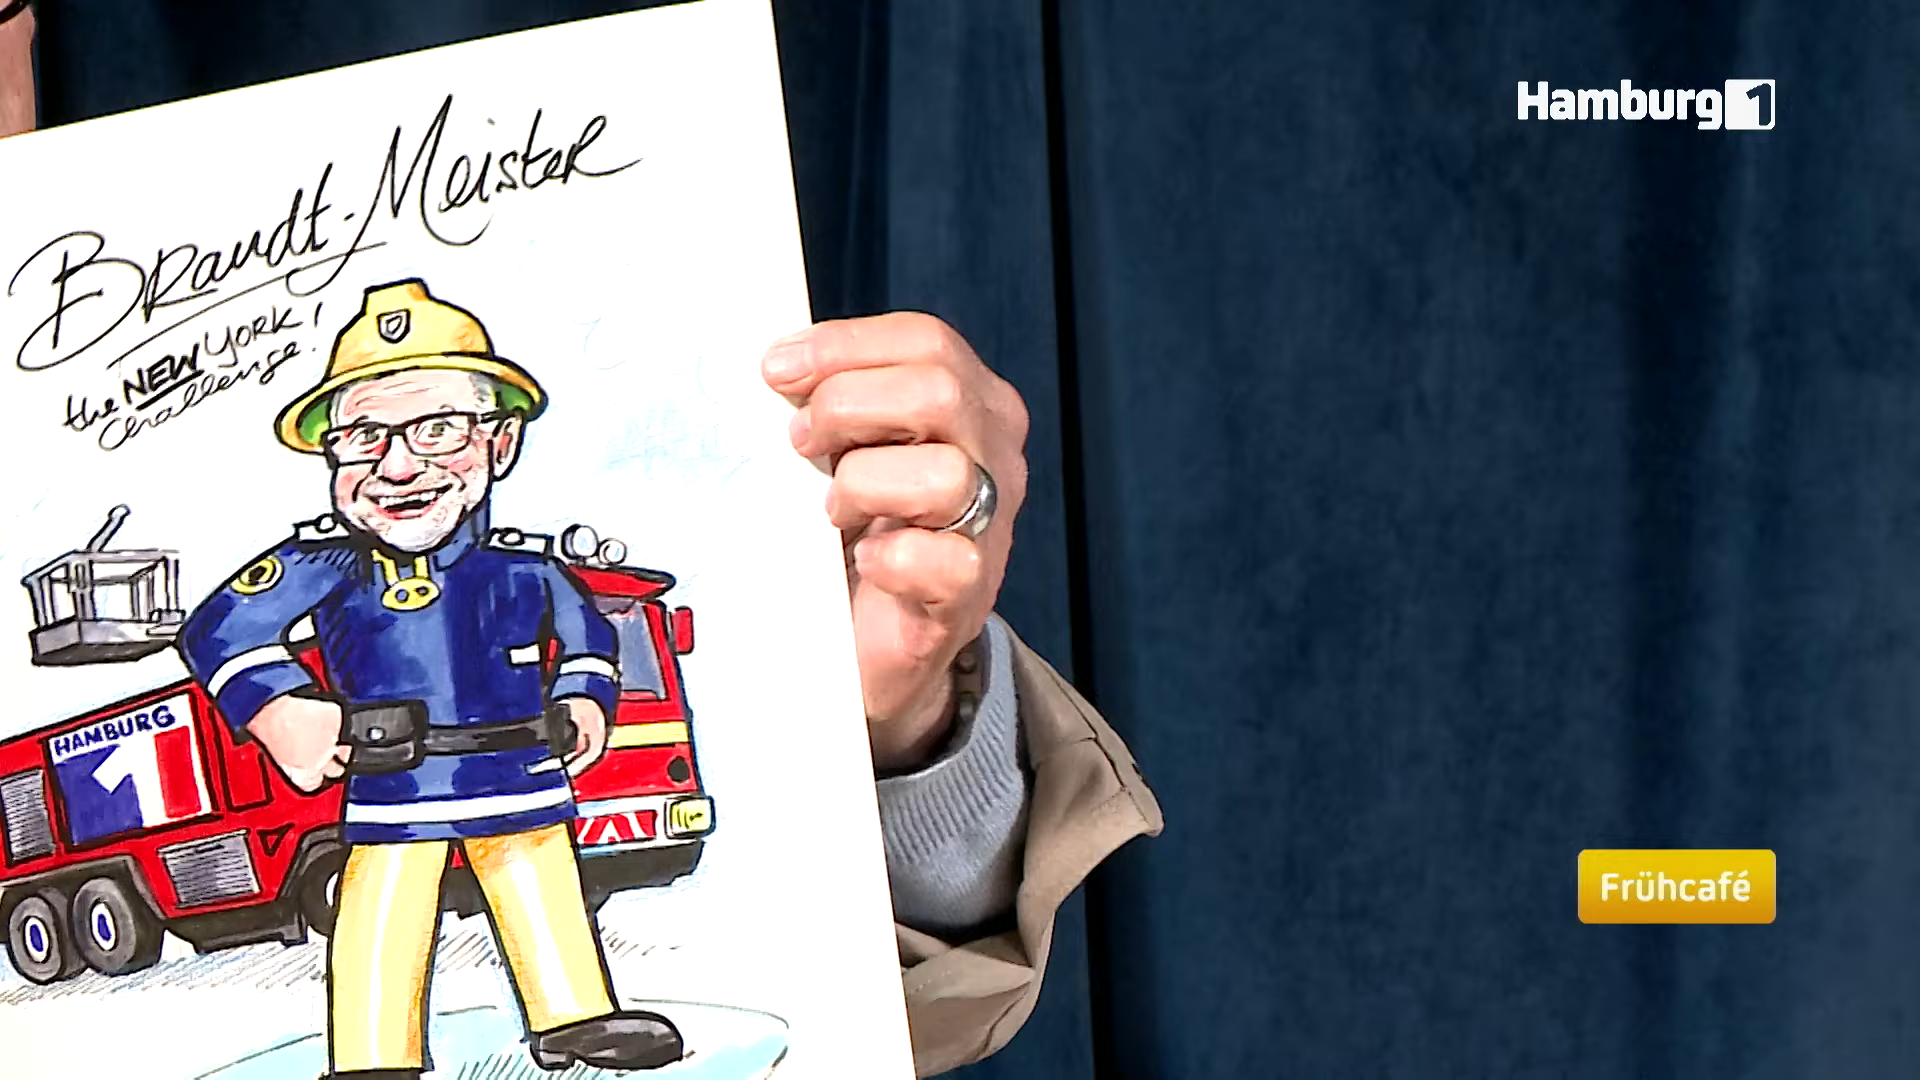 Hamburg 1
Brandt-Meister
the NEW YORK!
Challenge!
HAMBURG
1
Frühcafé